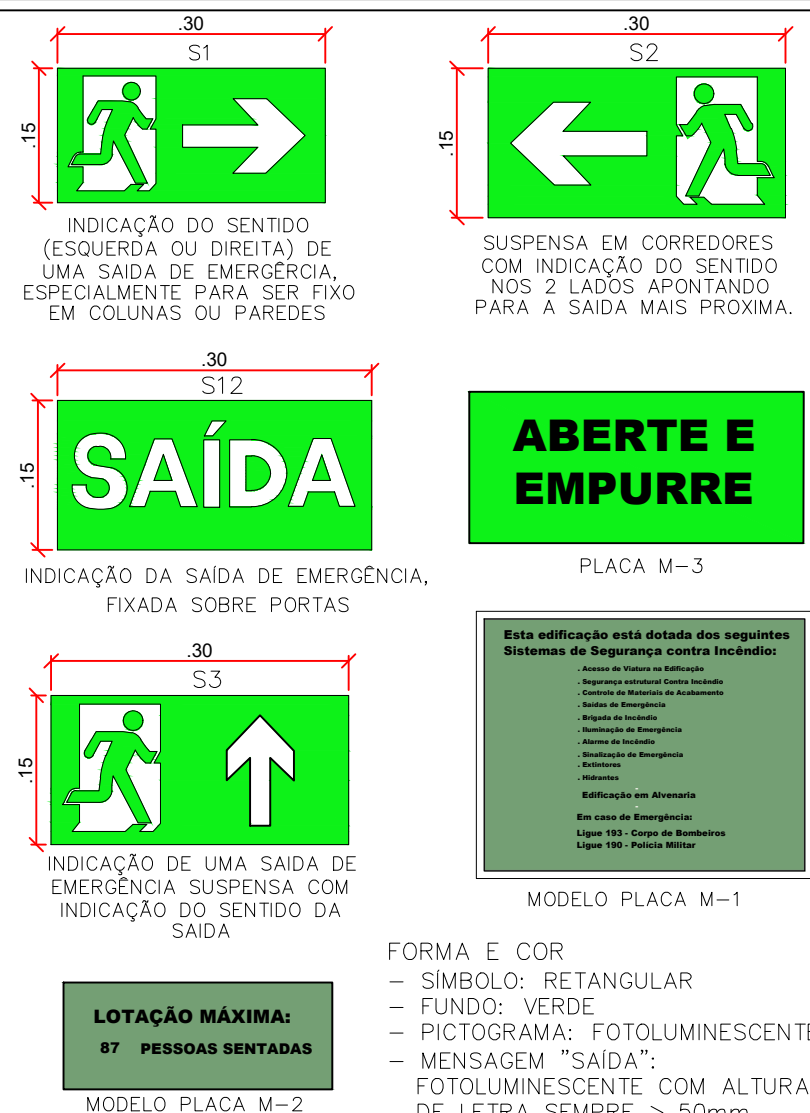 .30
S1
.15
INDICAÇÃO DO SENTIDO
(ESQUERDA OU DIREITA) DE
UMA SAIDA DE EMERGÊRCIA,
ESPECIALMENTE PARA SER FIXO
EM COLUNAS OU PAREDES
.30
S2
.15
SUSPENSA EM CORREDORES
COM INDICAÇÃO DO SENTIDO
NOS 2 LADOS APONTANDO
PARA A SAIDA MAIS PROXIMA.
.30
S12
.15
SAÍDA
INDICAÇÃO DA SAÍDA DE EMERGÊNCIA,
FIXADA SOBRE PORTAS
ABERTE E
EMPURRE
PLACA M-3
.30
S3
.15
INDICAÇÃO DE UMA SAIDA DE
EMERGÊNCIA SUSPENSA COM
INDICAÇÃO DO SENTIDO DA
SAIDA
Esta edificação está dotada dos seguintes
Sistemas de Segurança contra Incêndio:
. Acesso de Viatura na Edificação
. Segurança estrutural Contra Incêndio
. Controle de Materiais de Acabamento
. Saídas de Emergência
. Brigada de Incêndio
. Iluminação de Emergência
. Alarme de Incêndio
. Sinalização de Emergência
. Extintores
. Hidrantes
-
Edificação em Alvenaria
-
Em caso de Emergência:
Ligue 193 - Corpo de Bombeiros
Ligue 190 - Polícia Militar
MODELO PLACA M-1
LOTAÇÃO MÁXIMA:
87 PESSOAS SENTADAS
MODELO PLACA M-2
FORMA E COR
- SÍMBOLO: RETANGULAR
- FUNDO: VERDE
- PICTOGRAMA: FOTOLUMINESCENTE
- MENSAGEM "SAÍDA":
FOTOLUMINESCENTE COM ALTURA
DE LETRA SEMPRE > 50mm